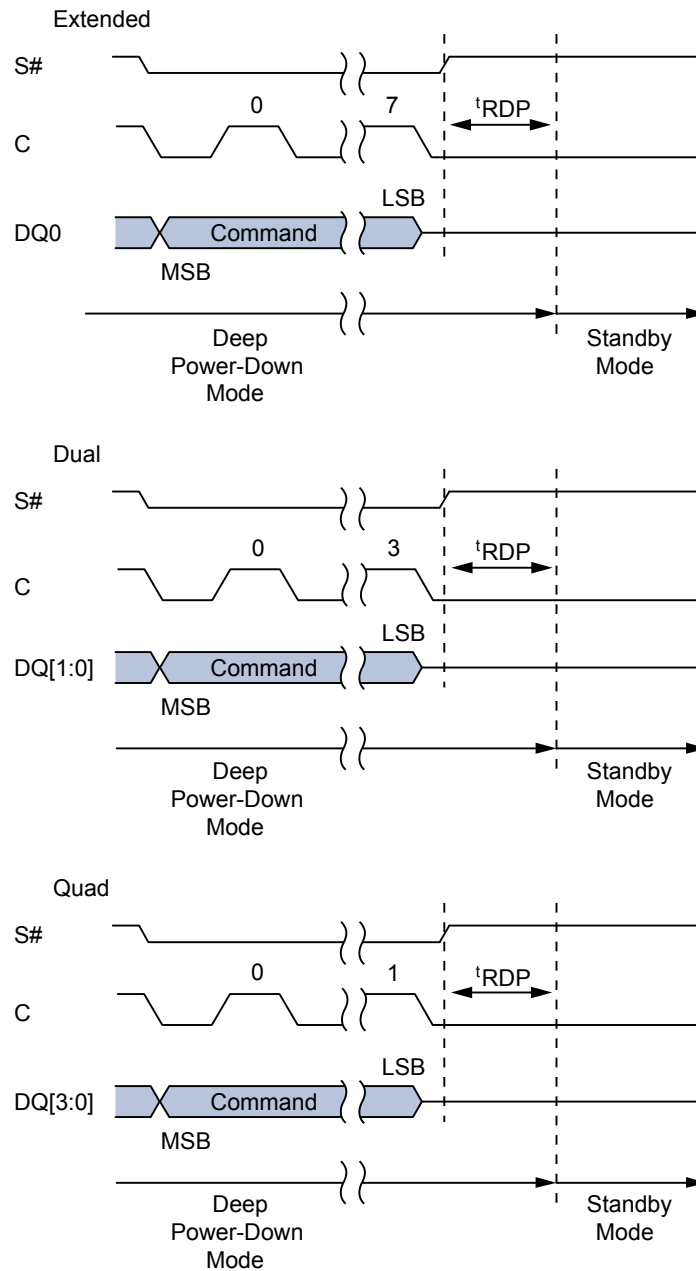 Extended
S#
0 7 tRDP
C
LSB
DQ0 Command
MSB
Deep
Power-Down
Mode
Standby
Mode
Dual
S#
0 3 tRDP
C
LSB
DQ[1:0] Command
MSB
Deep
Power-Down
Mode
Standby
Mode
Quad
S#
0 1 tRDP
C
LSB
DQ[3:0] Command
MSB
Deep
Power-Down
Mode
Standby
Mode